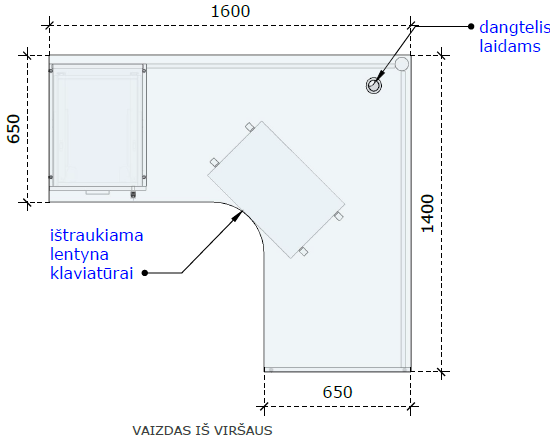 1600
dangtelis
laidams
650
1400
ištraukiama
lentyna
klaviatūrai
650
VAIZDAS IŠ VIRŠAUS